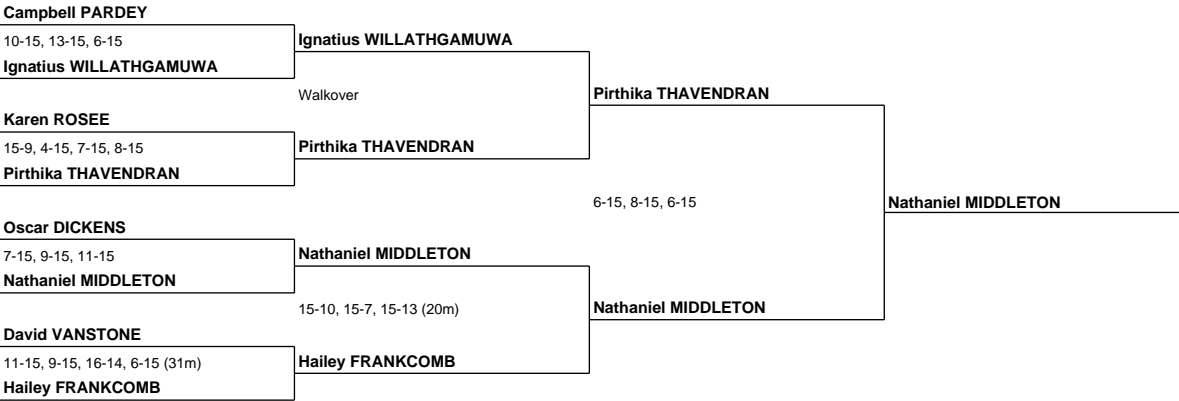 Campbell PARDEY
10-15, 13-15, 6-15
Ignatius WILLATHGAMUWA
Ignatius WILLATHGAMUWA
Walkover
Karen ROSEE
15-9, 4-15, 7-15, 8-15
Pirthika THAVENDRAN
Pirthika THAVENDRAN
Pirthika THAVENDRAN
6-15, 8-15, 6-15
Nathaniel MIDDLETON
Oscar DICKENS
7-15, 9-15, 11-15
Nathaniel MIDDLETON
Nathaniel MIDDLETON
15-10, 15-7, 15-13 (20m)
Nathaniel MIDDLETON
David VANSTONE
11-15, 9-15, 16-14, 6-15 (31m)
Hailey FRANKCOMB
Hailey FRANKCOMB